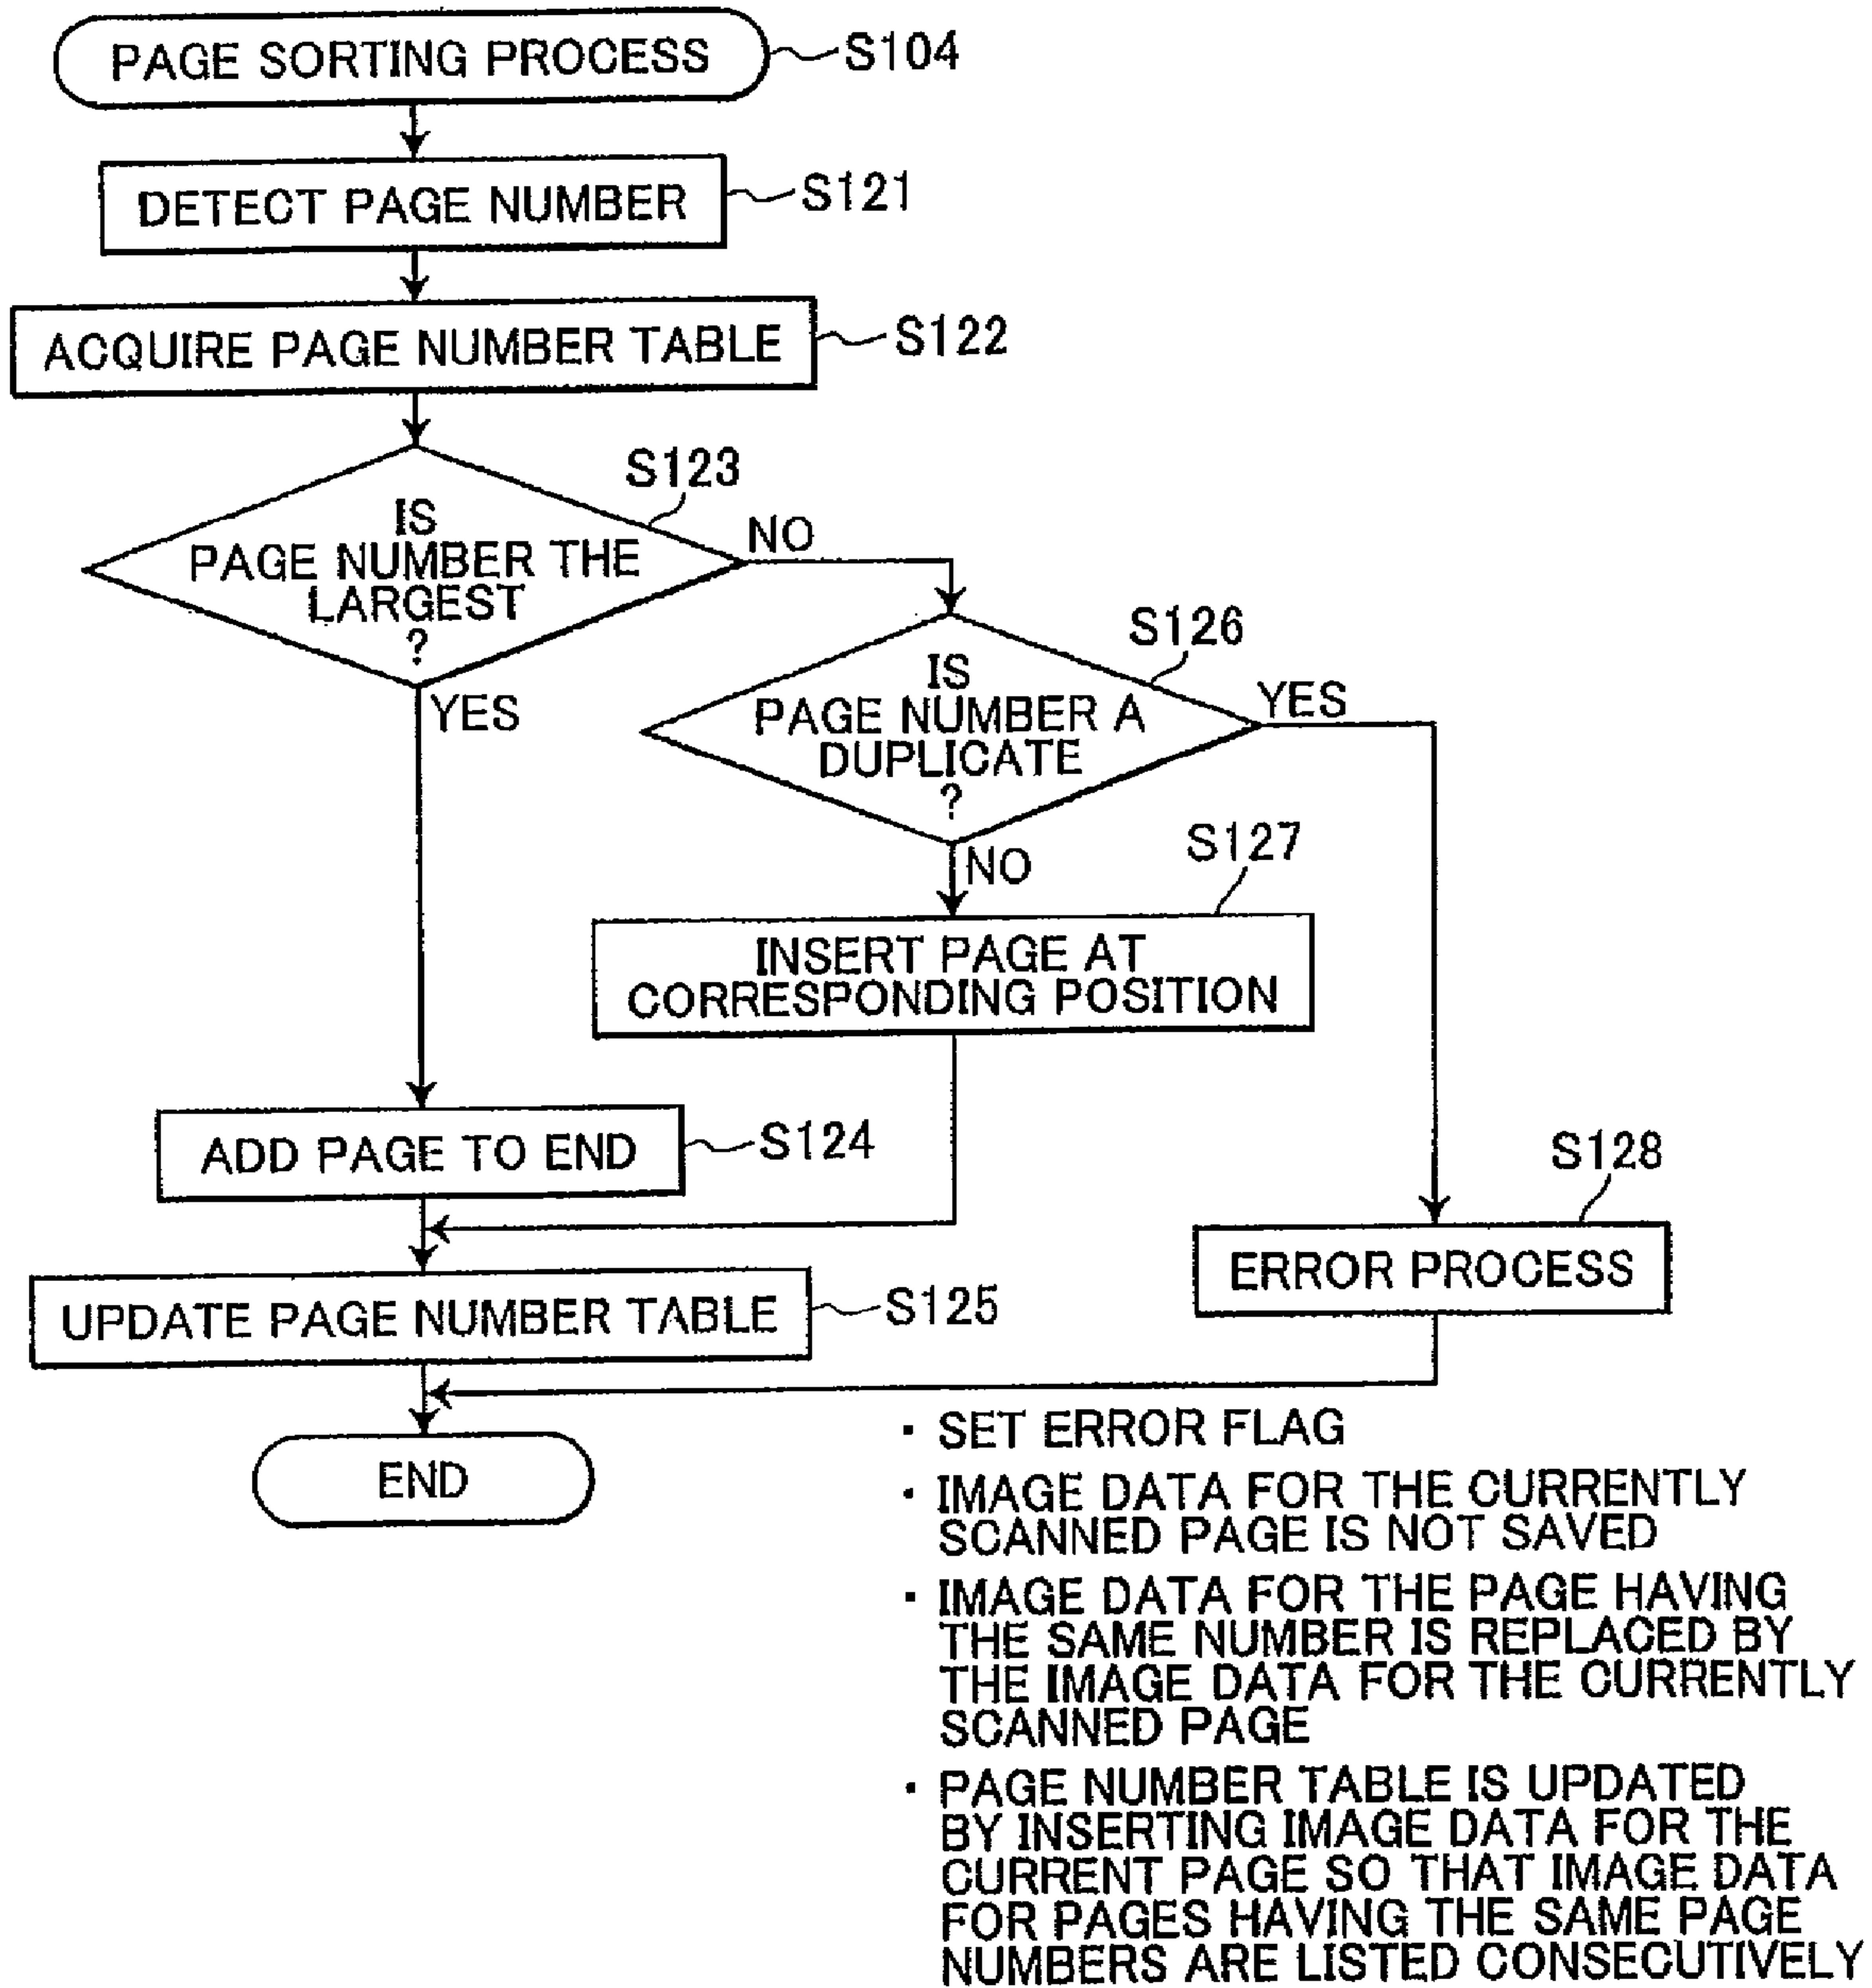 PAGE SORTING PROCESS
S104
DETECT PAGE NUMBER
S121
ACQUIRE PAGE NUMBER TABLE
S122
S123
IS
PAGE NUMBER THE
LARGEST
?
NO
YES
S126
IS
PAGE NUMBER A
DUPLICATE
?
YES
NO
S127
INSERT PAGE AT
CORRESPONDING POSITION
ADD PAGE TO END
S124
S128
ERROR PROCESS
UPDATE PAGE NUMBER TABLE
S125
END
· SET ERROR FLAG
· IMAGE DATA FOR THE CURRENTLY
SCANNED PAGE IS NOT SAVED
· IMAGE DATA FOR THE PAGE HAVING
THE SAME NUMBER IS REPLACED BY
THE IMAGE DATA FOR THE CURRENTLY
SCANNED PAGE
· PAGE NUMBER TABLE IS UPDATED
BY INSERTING IMAGE DATA FOR THE
CURRENT PAGE SO THAT IMAGE DATA
FOR PAGES HAVING THE SAME PAGE
NUMBERS ARE LISTED CONSECUTIVELY